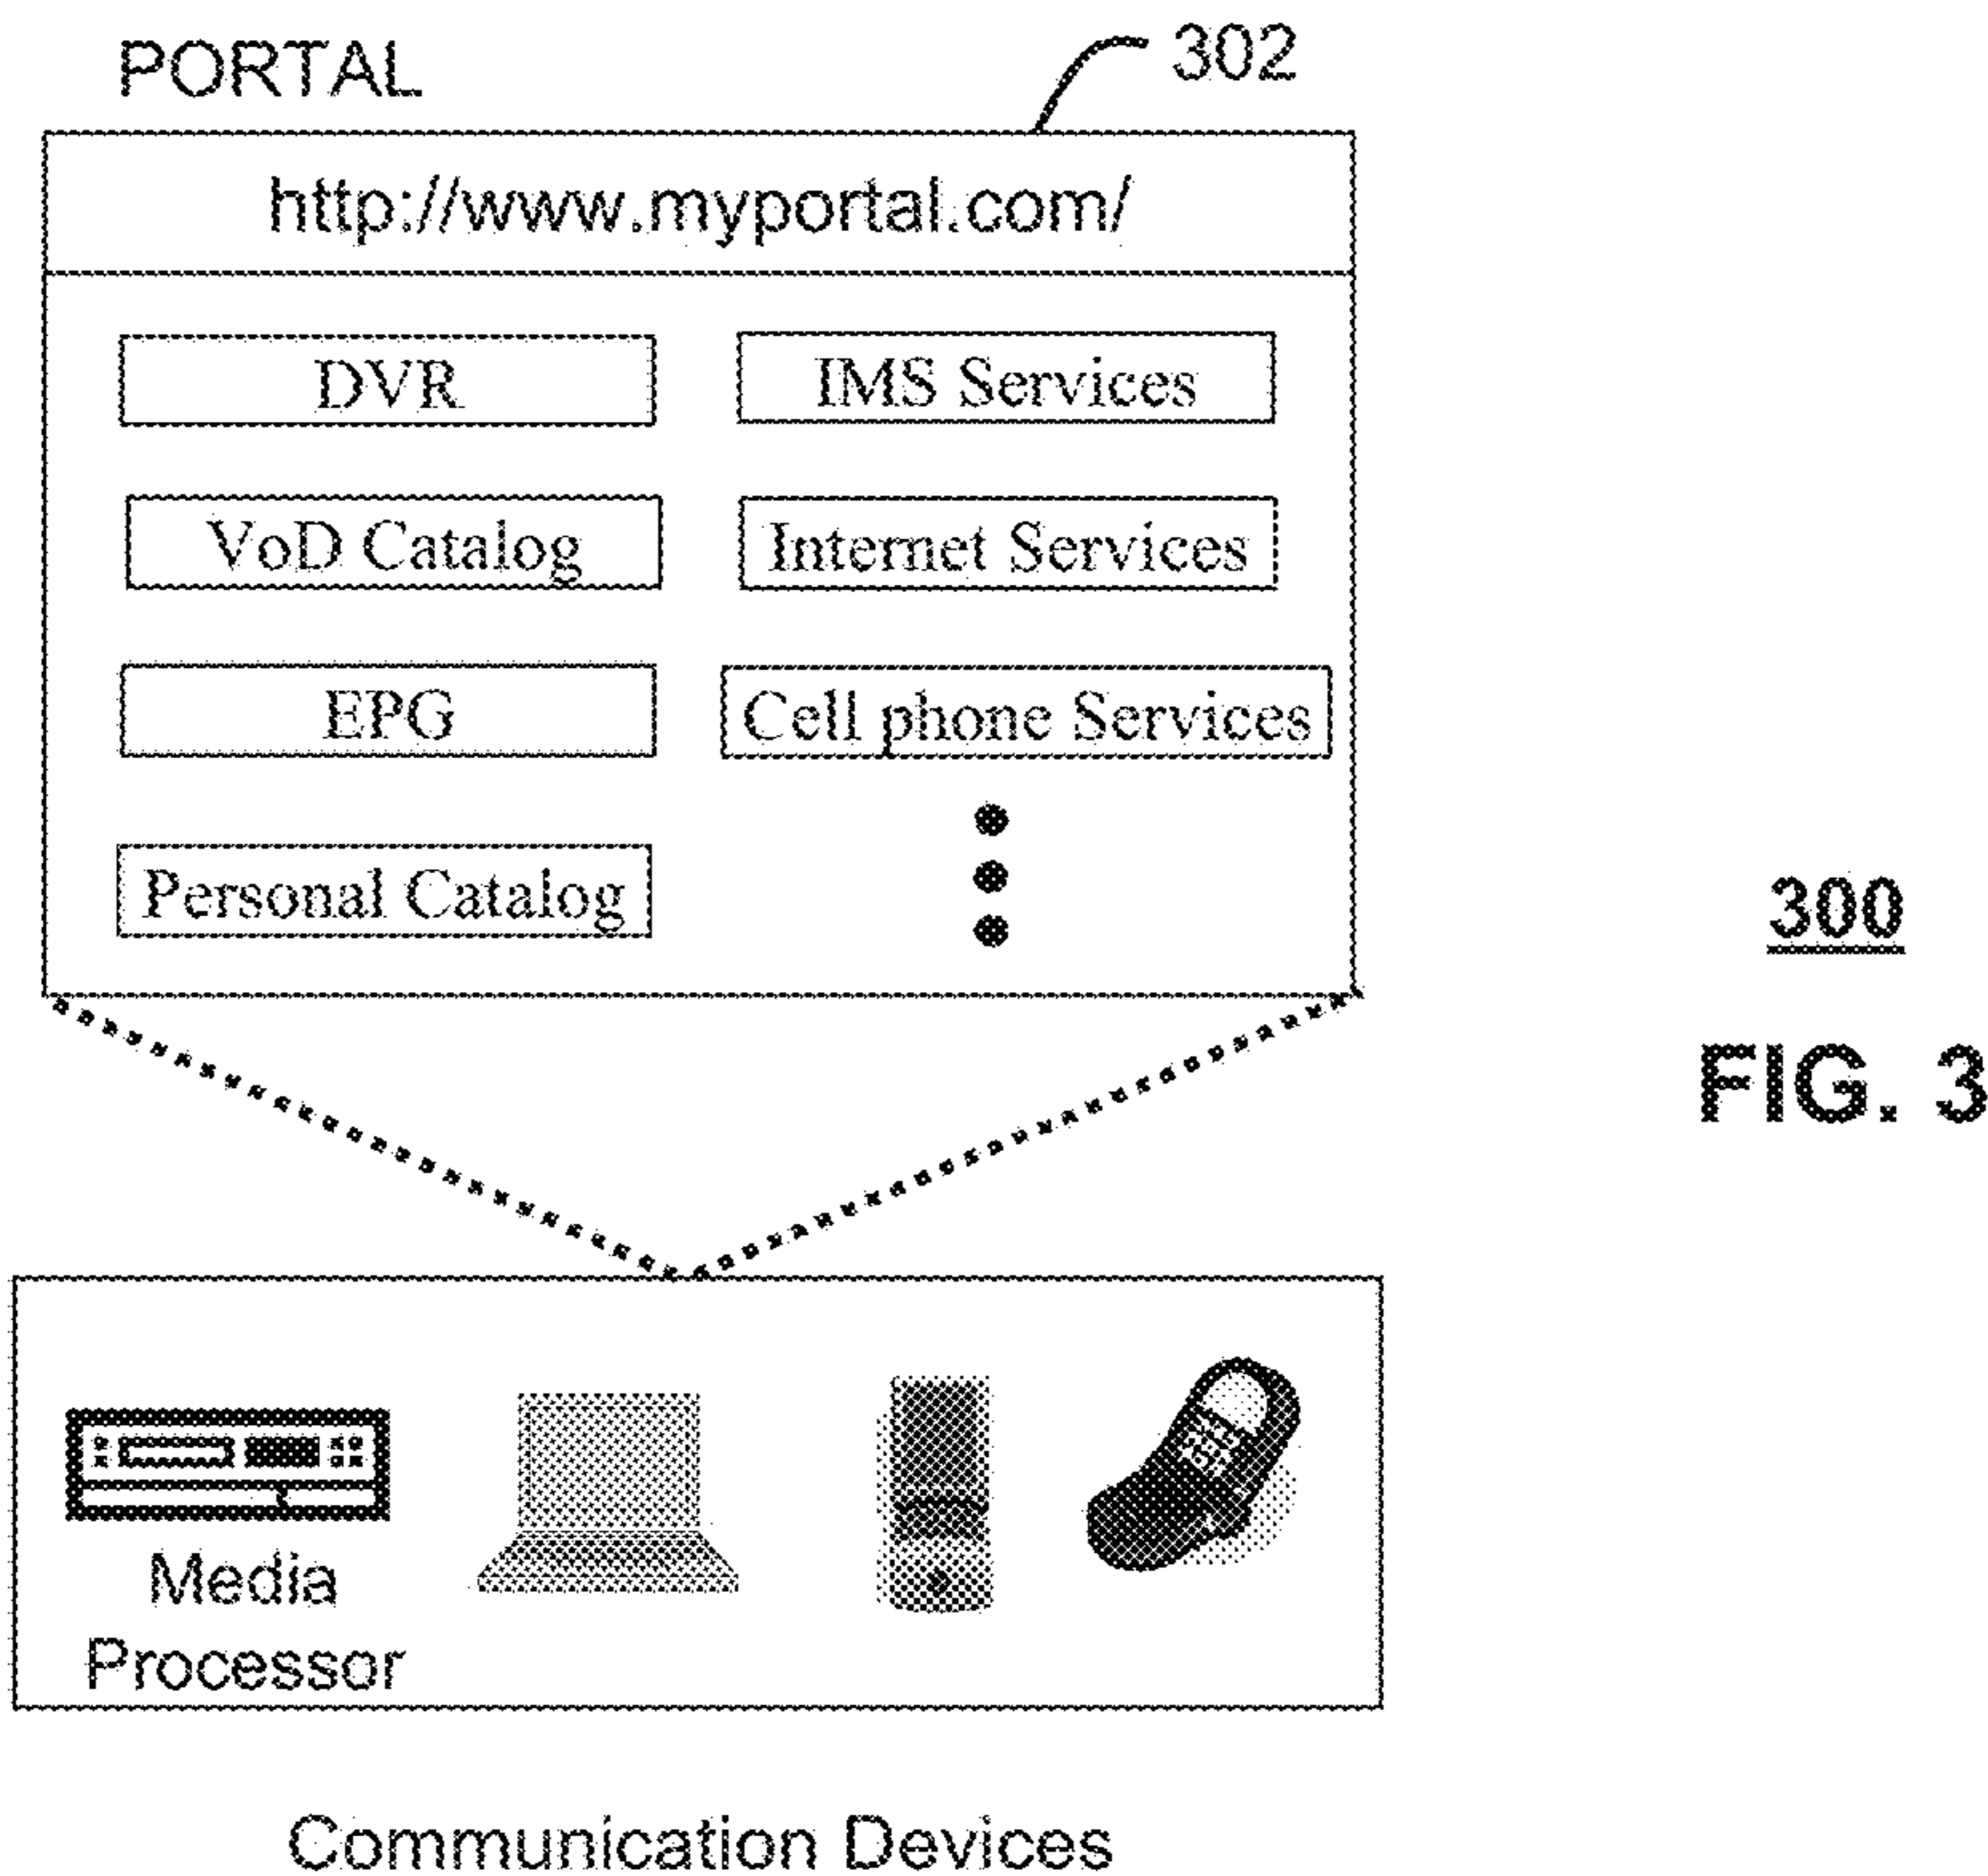 PORTAL
302
http://www.myportal.com/
DVR
IMS Services
VoD Catalog
Internet Services
EPG
Cell phone Services
Personal Catalog
300
FIG. 3
Media
Processor
Communication Devices